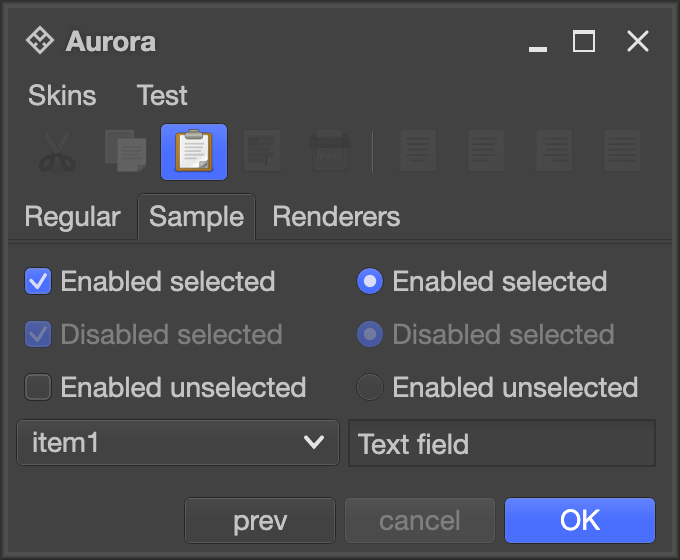 Aurora
Skins Test
Regular Sample Renderers
Enabled selected Enabled selected
Disabled selected Disabled selected
Enabled unselected Enabled unselected
item1 Text field
prev cancel OK